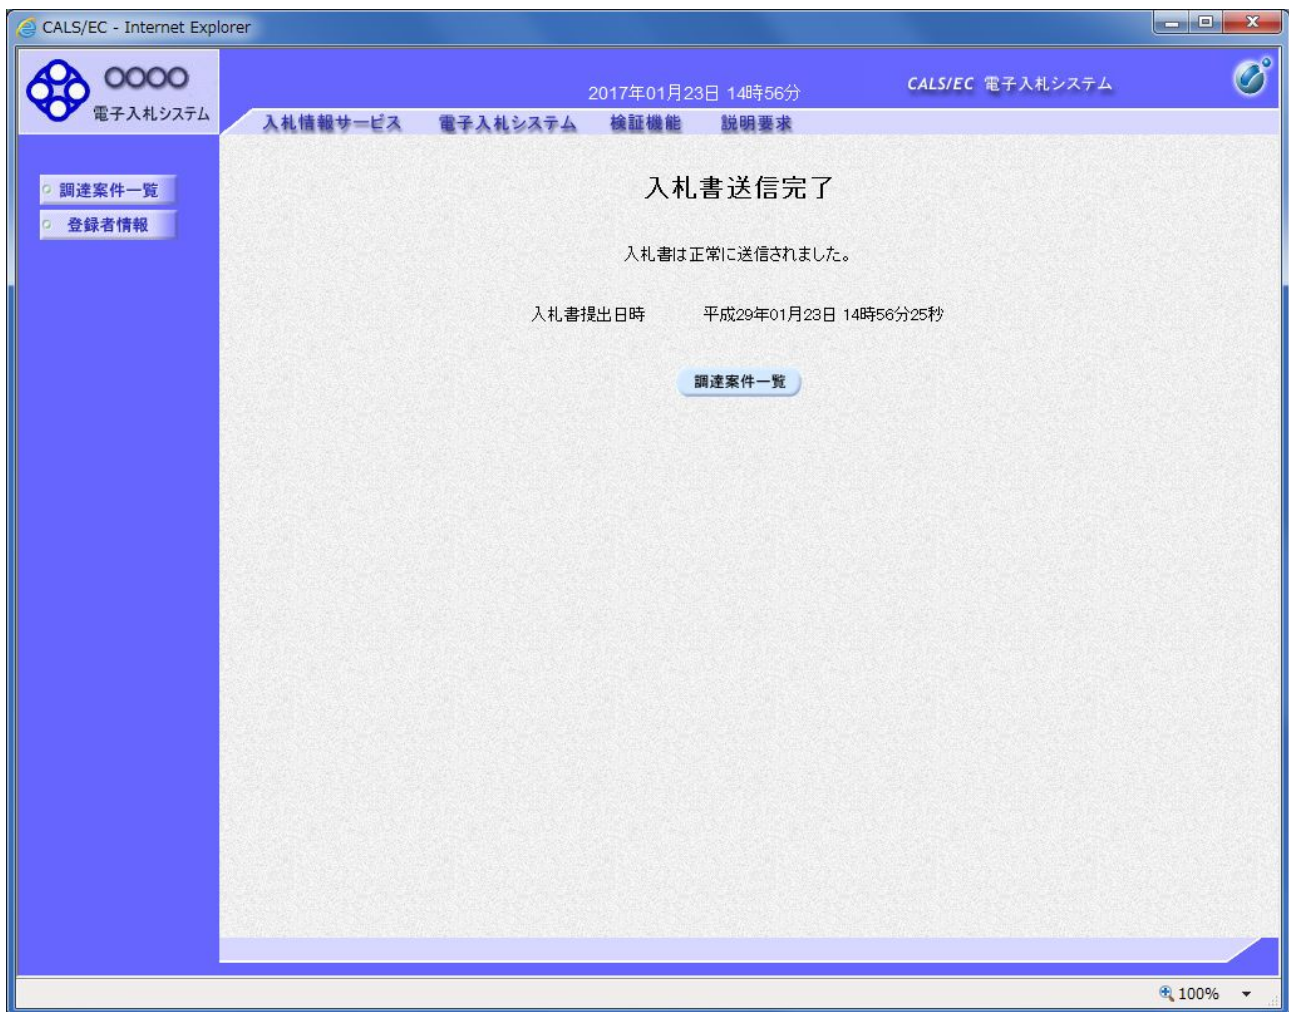 CALS/EC - Internet Explorer
〇〇〇〇
電子入札システム
2017年01月23日 14時56分
CALS/EC 電子入札システム
入札情報サービス 電子入札システム 検証機能 説明要求
調達案件一覧
登録者情報
入札書送信完了
入札書は正常に送信されました。
入札書提出日時 平成29年01月23日 14時56分25秒
調達案件一覧
100%